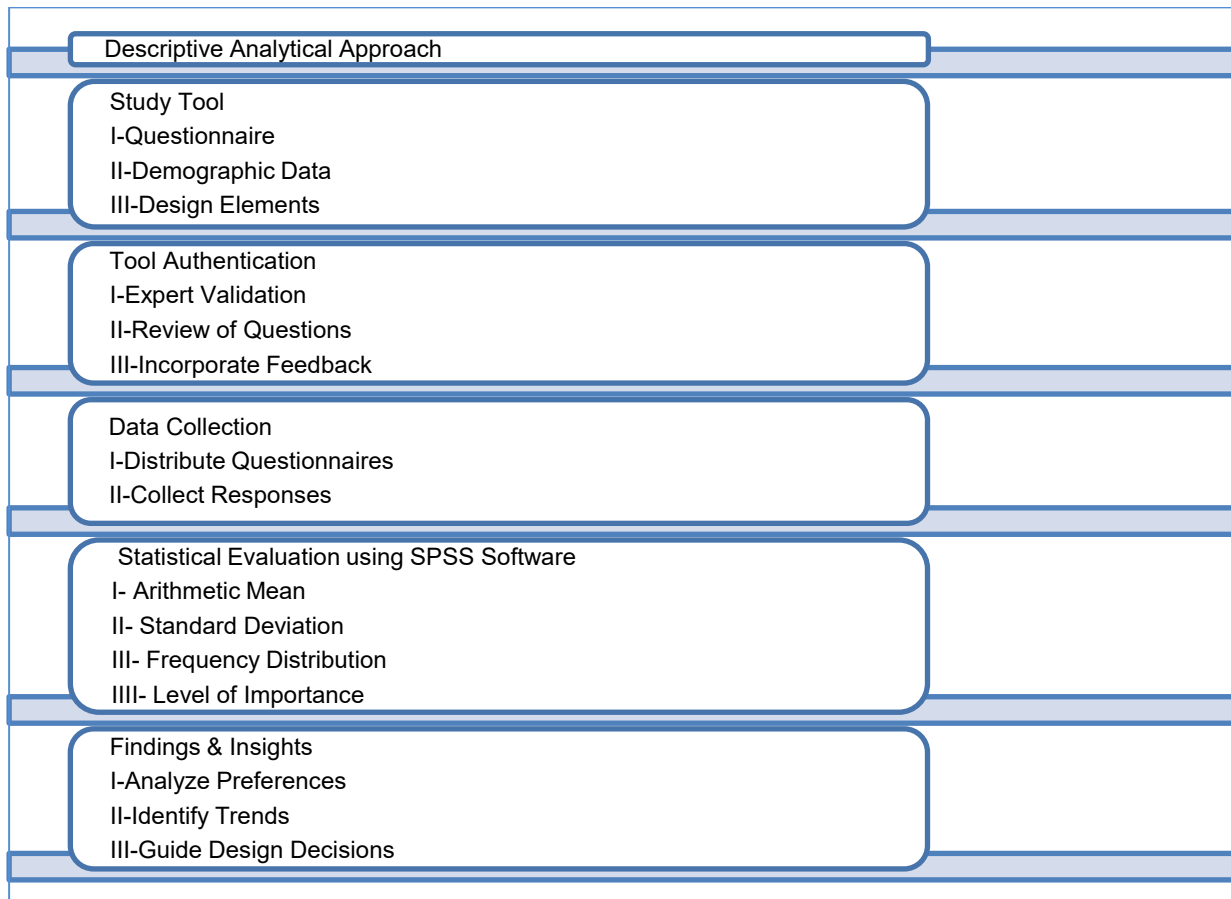 Descriptive Analytical Approach
Study Tool
I-Questionnaire
II-Demographic Data
III-Design Elements
Tool Authentication
I-Expert Validation
II-Review of Questions
III-Incorporate Feedback
Data Collection
I-Distribute Questionnaires
II-Collect Responses
Statistical Evaluation using SPSS Software
I- Arithmetic Mean
II- Standard Deviation
III- Frequency Distribution
IIII- Level of Importance
Findings & Insights
I-Analyze Preferences
II-Identify Trends
III-Guide Design Decisions